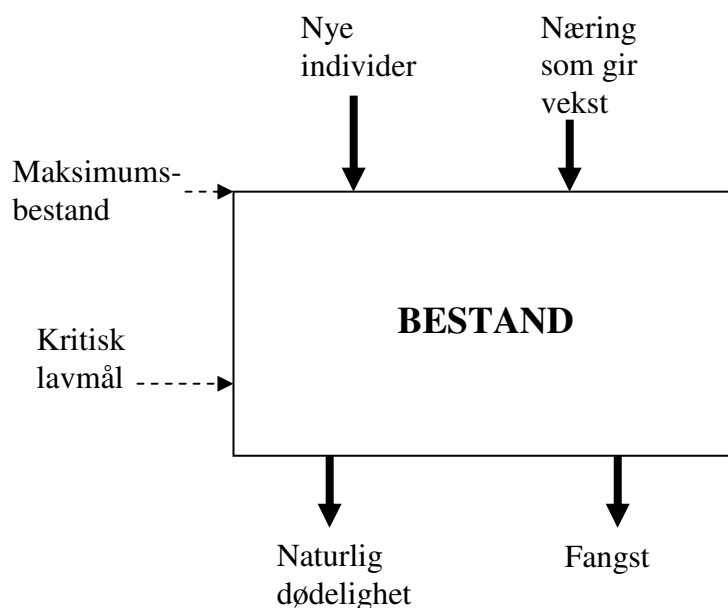 Nye
individer
Næring
som gir
vekst
Maksimums-
bestand
BESTAND
Kritisk
lavmål
Naturlig
dødelighet
Fangst